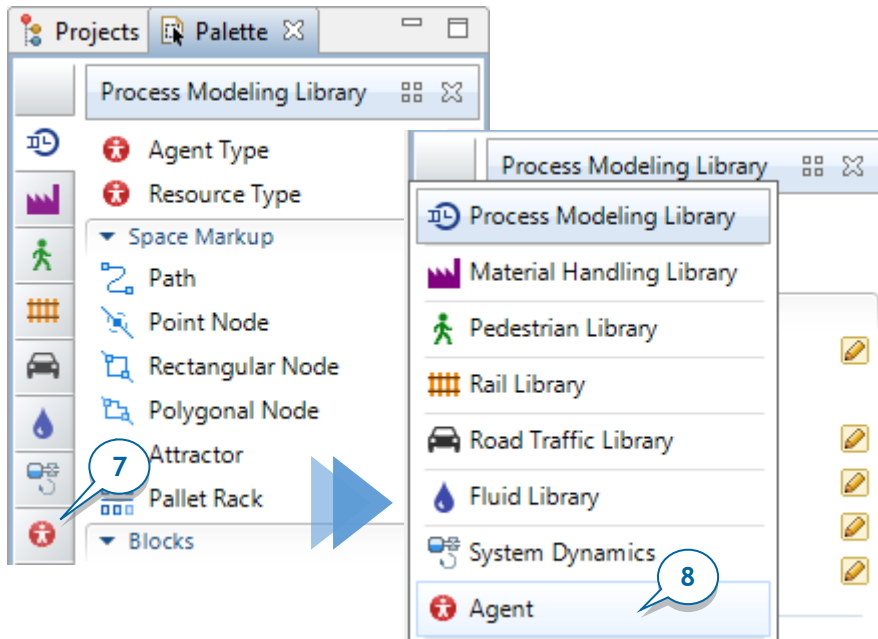 Projects
Palette
Process Modeling Library
Agent Type
Resource Type
Space Markup
Path
Point Node
Rectangular Node
Polygonal Node
Attractor
Pallet Rack
Blocks
7
Process Modeling Library
Process Modeling Library
Material Handling Library
Pedestrian Library
Rail Library
Road Traffic Library
Fluid Library
System Dynamics
Agent
8